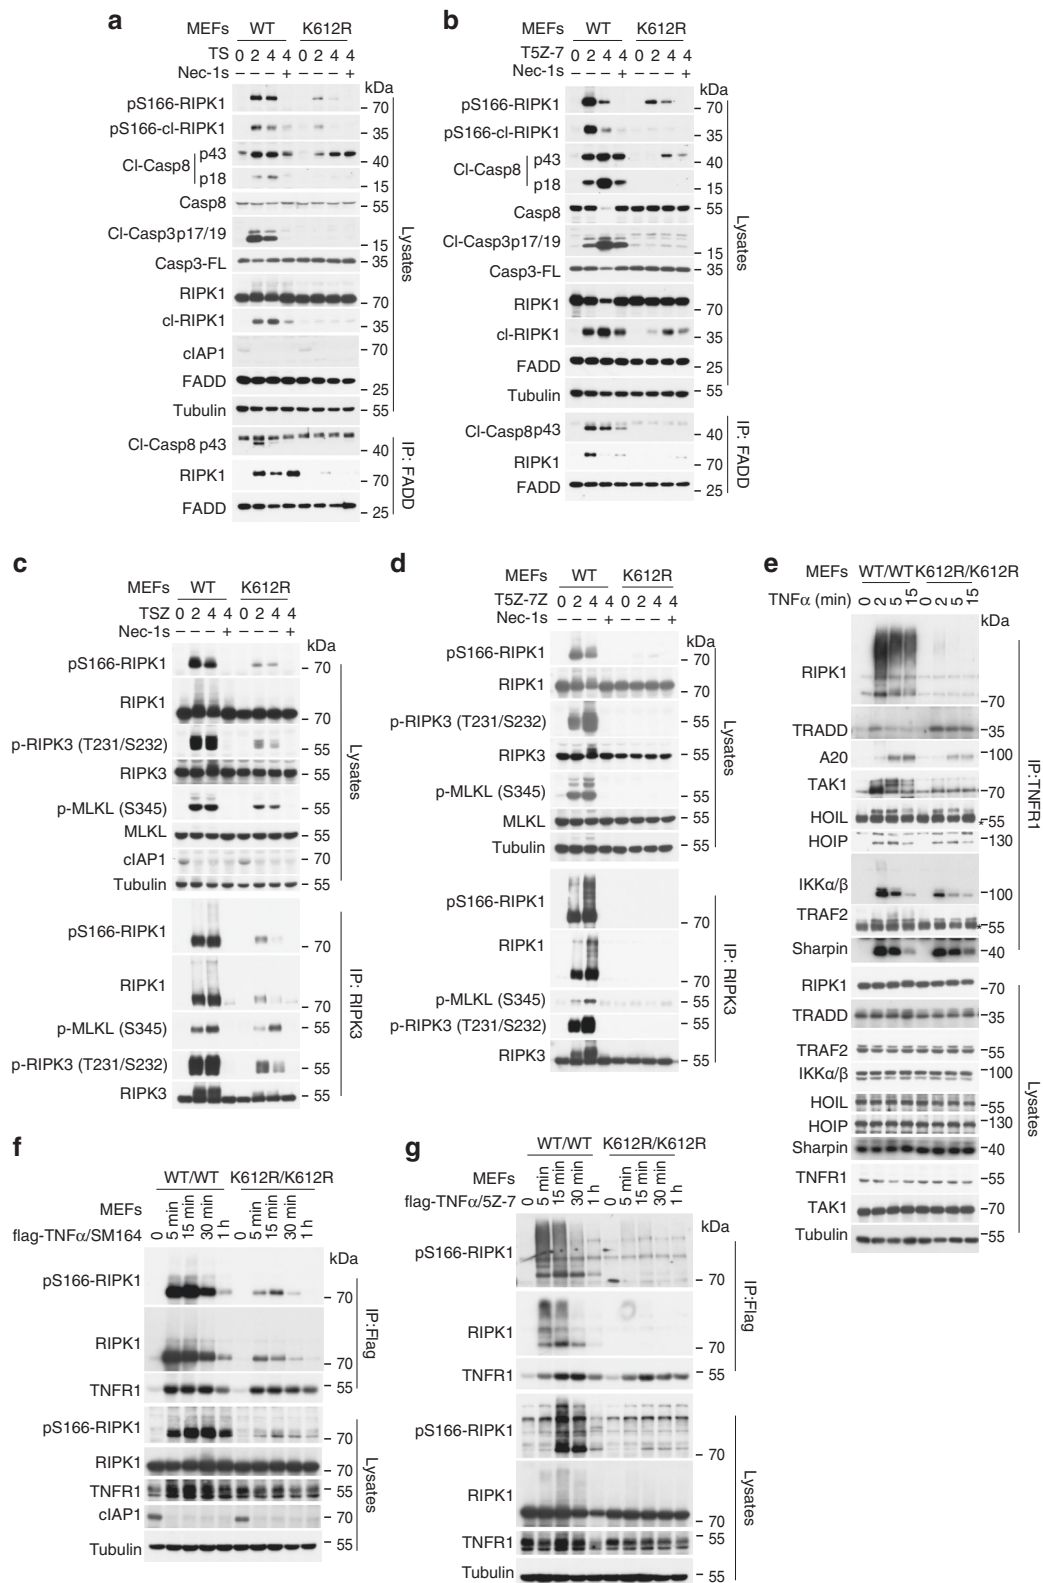 a
MEFs WT K612R
TS 0 2 4 4 0 2 4 4
Nec-1s – – – + – – – +
kDa
pS166-RIPK1 70
pS166-cl-RIPK1 35
Cl-Casp8 p43 40
p18 15
Casp8 55
Cl-Casp3p17/19 15
Casp3-FL 35
RIPK1 70
cl-RIPK1 35
cIAP1 70
FADD 25
Tubulin 55
Lysates
Cl-Casp8 p43 40
RIPK1 70
FADD 25
IP: FADD
b
MEFs WT K612R
T5Z-7 0 2 4 4 0 2 4 4
Nec-1s – – – + – – – +
kDa
pS166-RIPK1 70
pS166-cl-RIPK1 35
Cl-Casp8 p43 40
p18 15
Casp8 55
Cl-Casp3p17/19 15
Casp3-FL 35
RIPK1 70
cl-RIPK1 35
FADD 25
Tubulin 55
Lysates
Cl-Casp8p43 40
RIPK1 70
FADD 25
IP: FADD
c
MEFs WT K612R
TSZ 0 2 4 4 0 2 4 4
Nec-1s – – – + – – – +
kDa
pS166-RIPK1 70
RIPK1 70
p-RIPK3 (T231/S232) 55
RIPK3 55
p-MLKL (S345) 55
MLKL 55
cIAP1 70
Tubulin 55
Lysates
pS166-RIPK1 70
RIPK1 70
p-MLKL (S345) 55
p-RIPK3 (T231/S232) 55
RIPK3 55
IP: RIPK3
d
MEFs WT K612R
T5Z-7Z 0 2 4 4 0 2 4 4
Nec-1s – – – + – – – +
kDa
pS166-RIPK1 70
RIPK1 70
p-RIPK3 (T231/S232) 55
RIPK3 55
p-MLKL (S345) 55
MLKL 55
Tubulin 55
Lysates
pS166-RIPK1 70
RIPK1 70
p-MLKL (S345) 55
p-RIPK3 (T231/S232) 55
RIPK3 55
IP: RIPK3
e
MEFs WT/WT K612R/K612R
TNFα (min) 0 2 5 15 0 2 5 15
kDa
RIPK1 70
TRADD 35
A20 100
TAK1 70
HOIL 55
*
HOIP 130
IKKα/β 100
TRAF2 55
*
Sharpin 40
IP:TNFR1
RIPK1 70
TRADD 35
TRAF2 55
IKKα/β 100
HOIL 55
HOIP 130
Sharpin 40
TNFR1 55
TAK1 70
Tubulin 55
Lysates
f
WT/WT K612R/K612R
MEFs
flag-TNFα/SM164 0 5 min 15 min 30 min 1 h 0 5 min 15 min 30 min 1 h
kDa
pS166-RIPK1 70
RIPK1 70
TNFR1 55
IP:Flag
pS166-RIPK1 70
RIPK1 70
TNFR1 55
cIAP1 70
Tubulin 55
Lysates
g
WT/WT K612R/K612R
MEFs
flag-TNFα/5Z-7 0 5 min 15 min 30 min 1 h 0 5 min 15 min 30 min 1 h
kDa
pS166-RIPK1 70
RIPK1 70
TNFR1 55
IP:Flag
pS166-RIPK1 70
RIPK1 70
TNFR1 55
Tubulin 55
Lysates